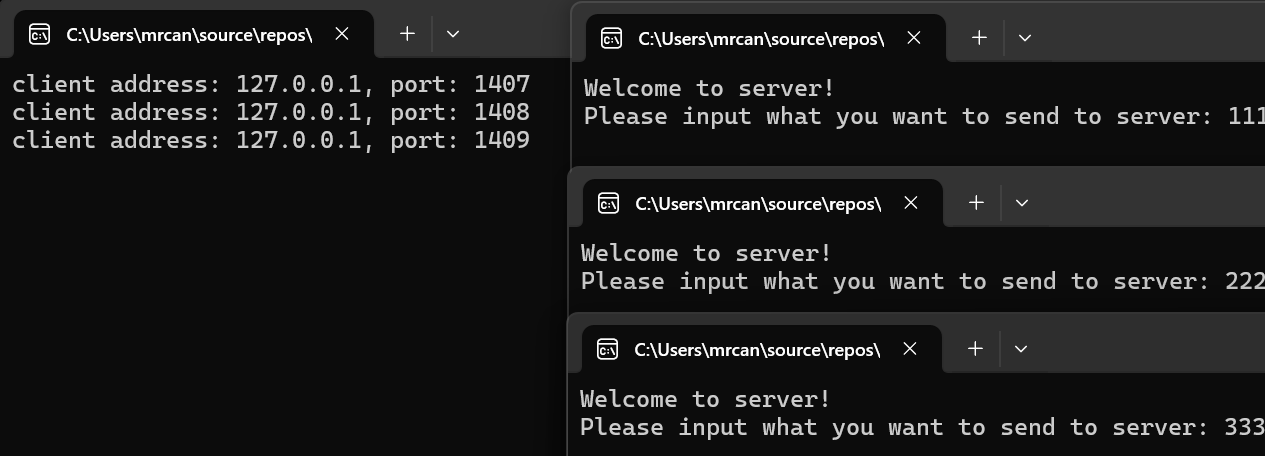 C:\Users\mrcan\source\repos\
client address: 127.0.0.1, port: 1407
client address: 127.0.0.1, port: 1408
client address: 127.0.0.1, port: 1409
C:\Users\mrcan\source\repos\
Welcome to server!
Please input what you want to send to server: 111
C:\Users\mrcan\source\repos\
Welcome to server!
Please input what you want to send to server: 222
C:\Users\mrcan\source\repos\
Welcome to server!
Please input what you want to send to server: 333